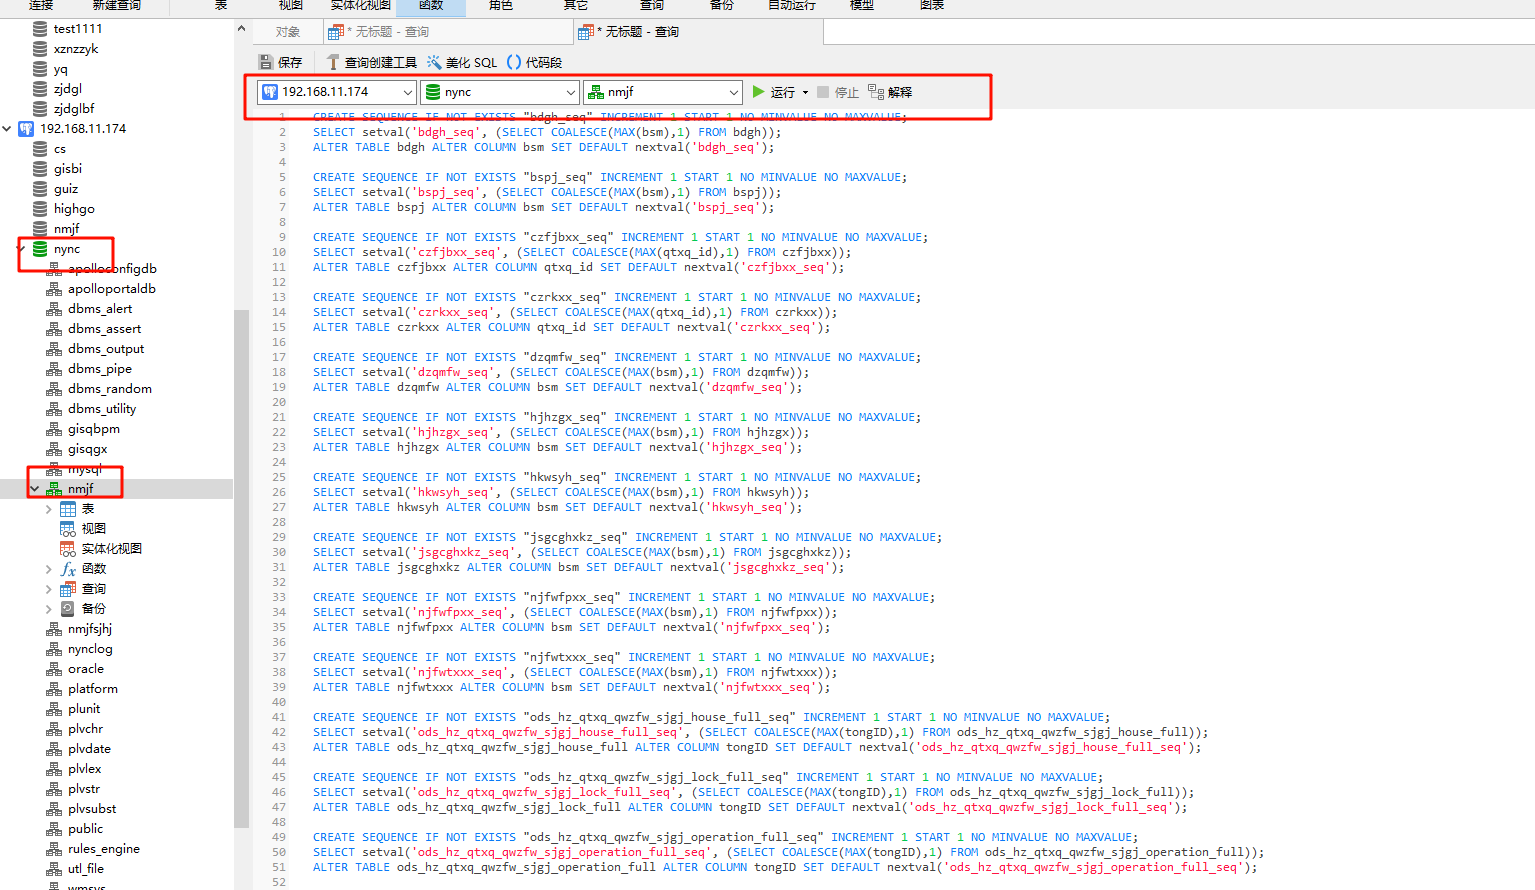 连接 新建查询 表 视图 实体化视图 函数 角色 其它 查询 备份 自动运行 模型 图表
test1111
xznzzyk
yq
zjdgl
zjdglbf
192.168.11.174
cs
gisbi
guiz
highgo
nmjf
nync
apolloconfigdb
apolloportaldb
dbms_alert
dbms_assert
dbms_output
dbms_pipe
dbms_random
dbms_utility
gisqbpm
gisqgx
mysql
nmjf
表
视图
实体化视图
函数
查询
备份
nmjfsjhj
nynclog
oracle
platform
plunit
plvchr
plvdate
plvlex
plvstr
plvsubst
public
rules_engine
utl_file
wmsys
对象 * 无标题 - 查询 * 无标题 - 查询
保存 查询创建工具 美化 SQL () 代码段
192.168.11.174 nync nmjf 运行 停止 解释
1 CREATE SEQUENCE IF NOT EXISTS "bdgh_seq" INCREMENT 1 START 1 NO MINVALUE NO MAXVALUE;
2 SELECT setval('bdgh_seq', (SELECT COALESCE(MAX(bsm),1) FROM bdgh));
3 ALTER TABLE bdgh ALTER COLUMN bsm SET DEFAULT nextval('bdgh_seq');
4
5 CREATE SEQUENCE IF NOT EXISTS "bspj_seq" INCREMENT 1 START 1 NO MINVALUE NO MAXVALUE;
6 SELECT setval('bspj_seq', (SELECT COALESCE(MAX(bsm),1) FROM bspj));
7 ALTER TABLE bspj ALTER COLUMN bsm SET DEFAULT nextval('bspj_seq');
8
9 CREATE SEQUENCE IF NOT EXISTS "czfjbxx_seq" INCREMENT 1 START 1 NO MINVALUE NO MAXVALUE;
10 SELECT setval('czfjbxx_seq', (SELECT COALESCE(MAX(qtxq_id),1) FROM czfjbxx));
11 ALTER TABLE czfjbxx ALTER COLUMN qtxq_id SET DEFAULT nextval('czfjbxx_seq');
12
13 CREATE SEQUENCE IF NOT EXISTS "czrkxx_seq" INCREMENT 1 START 1 NO MINVALUE NO MAXVALUE;
14 SELECT setval('czrkxx_seq', (SELECT COALESCE(MAX(qtxq_id),1) FROM czrkxx));
15 ALTER TABLE czrkxx ALTER COLUMN qtxq_id SET DEFAULT nextval('czrkxx_seq');
16
17 CREATE SEQUENCE IF NOT EXISTS "dzqmfw_seq" INCREMENT 1 START 1 NO MINVALUE NO MAXVALUE;
18 SELECT setval('dzqmfw_seq', (SELECT COALESCE(MAX(bsm),1) FROM dzqmfw));
19 ALTER TABLE dzqmfw ALTER COLUMN bsm SET DEFAULT nextval('dzqmfw_seq');
20
21 CREATE SEQUENCE IF NOT EXISTS "hjhzgx_seq" INCREMENT 1 START 1 NO MINVALUE NO MAXVALUE;
22 SELECT setval('hjhzgx_seq', (SELECT COALESCE(MAX(bsm),1) FROM hjhzgx));
23 ALTER TABLE hjhzgx ALTER COLUMN bsm SET DEFAULT nextval('hjhzgx_seq');
24
25 CREATE SEQUENCE IF NOT EXISTS "hkwsyh_seq" INCREMENT 1 START 1 NO MINVALUE NO MAXVALUE;
26 SELECT setval('hkwsyh_seq', (SELECT COALESCE(MAX(bsm),1) FROM hkwsyh));
27 ALTER TABLE hkwsyh ALTER COLUMN bsm SET DEFAULT nextval('hkwsyh_seq');
28
29 CREATE SEQUENCE IF NOT EXISTS "jsgcghxkz_seq" INCREMENT 1 START 1 NO MINVALUE NO MAXVALUE;
30 SELECT setval('jsgcghxkz_seq', (SELECT COALESCE(MAX(bsm),1) FROM jsgcghxkz));
31 ALTER TABLE jsgcghxkz ALTER COLUMN bsm SET DEFAULT nextval('jsgcghxkz_seq');
32
33 CREATE SEQUENCE IF NOT EXISTS "njfwfpxx_seq" INCREMENT 1 START 1 NO MINVALUE NO MAXVALUE;
34 SELECT setval('njfwfpxx_seq', (SELECT COALESCE(MAX(bsm),1) FROM njfwfpxx));
35 ALTER TABLE njfwfpxx ALTER COLUMN bsm SET DEFAULT nextval('njfwfpxx_seq');
36
37 CREATE SEQUENCE IF NOT EXISTS "njfwtxxx_seq" INCREMENT 1 START 1 NO MINVALUE NO MAXVALUE;
38 SELECT setval('njfwtxxx_seq', (SELECT COALESCE(MAX(bsm),1) FROM njfwtxxx));
39 ALTER TABLE njfwtxxx ALTER COLUMN bsm SET DEFAULT nextval('njfwtxxx_seq');
40
41 CREATE SEQUENCE IF NOT EXISTS "ods_hz_qtxq_qwzfw_sjgj_house_full_seq" INCREMENT 1 START 1 NO MINVALUE NO MAXVALUE;
42 SELECT setval('ods_hz_qtxq_qwzfw_sjgj_house_full_seq', (SELECT COALESCE(MAX(tongID),1) FROM ods_hz_qtxq_qwzfw_sjgj_house_full));
43 ALTER TABLE ods_hz_qtxq_qwzfw_sjgj_house_full ALTER COLUMN tongID SET DEFAULT nextval('ods_hz_qtxq_qwzfw_sjgj_house_full_seq');
44
45 CREATE SEQUENCE IF NOT EXISTS "ods_hz_qtxq_qwzfw_sjgj_lock_full_seq" INCREMENT 1 START 1 NO MINVALUE NO MAXVALUE;
46 SELECT setval('ods_hz_qtxq_qwzfw_sjgj_lock_full_seq', (SELECT COALESCE(MAX(tongID),1) FROM ods_hz_qtxq_qwzfw_sjgj_lock_full));
47 ALTER TABLE ods_hz_qtxq_qwzfw_sjgj_lock_full ALTER COLUMN tongID SET DEFAULT nextval('ods_hz_qtxq_qwzfw_sjgj_lock_full_seq');
48
49 CREATE SEQUENCE IF NOT EXISTS "ods_hz_qtxq_qwzfw_sjgj_operation_full_seq" INCREMENT 1 START 1 NO MINVALUE NO MAXVALUE;
50 SELECT setval('ods_hz_qtxq_qwzfw_sjgj_operation_full_seq', (SELECT COALESCE(MAX(tongID),1) FROM ods_hz_qtxq_qwzfw_sjgj_operation_full));
51 ALTER TABLE ods_hz_qtxq_qwzfw_sjgj_operation_full ALTER COLUMN tongID SET DEFAULT nextval('ods_hz_qtxq_qwzfw_sjgj_operation_full_seq');
52